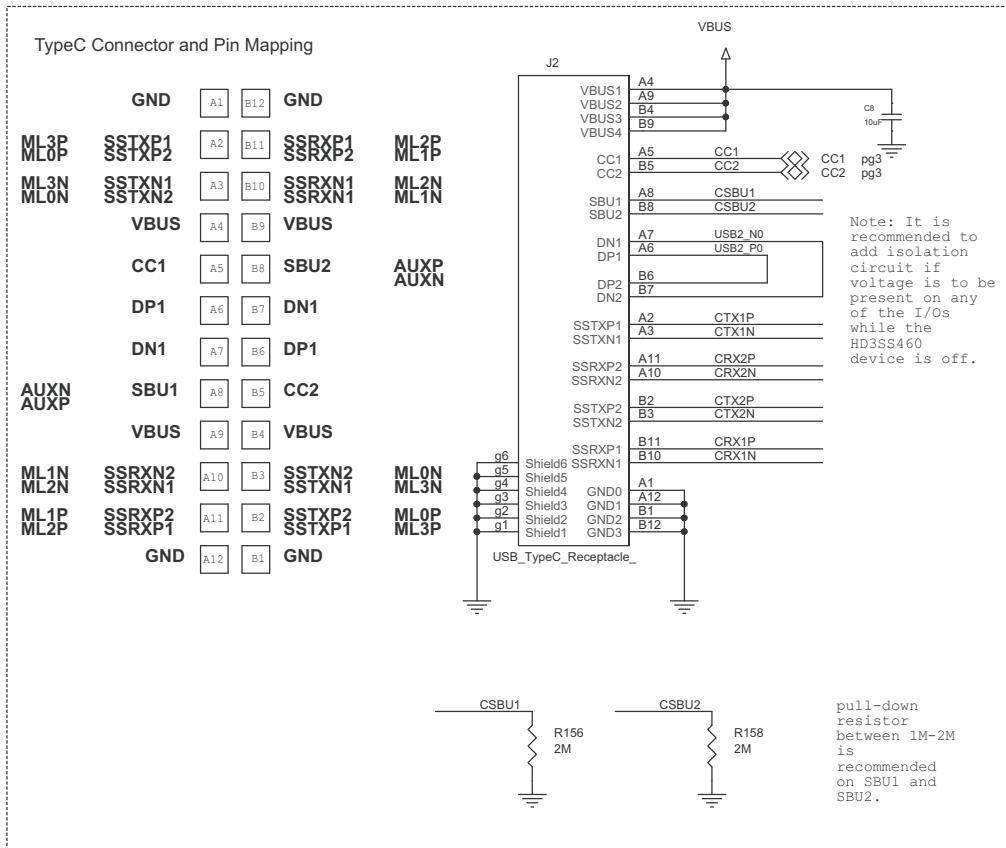 TypeC Connector and Pin Mapping
GND A1 B12 GND
ML3P SSTXP1 A2 B11 SSRXP1 ML2P
ML0P SSTXP2 SSRXP2 ML1P
ML3N SSTXN1 A3 B10 SSRXN1 ML2N
ML0N SSTXN2 SSRXN1 ML1N
VBUS A4 B9 VBUS
CC1 A5 B8 SBU2 AUXP
AUXN
DP1 A6 B7 DN1
DN1 A7 B6 DP1
AUXN SBU1 A8 B5 CC2
AUXP
VBUS A9 B4 VBUS
ML1N SSRXN2 A10 B3 SSTXN2 ML0N
ML2N SSRXN1 SSTXN1 ML3N
ML1P SSRXP2 A11 B2 SSTXP2 ML0P
ML2P SSRXP1 SSTXP1 ML3P
GND A12 B1 GND
VBUS
J2
VBUS1 A4
VBUS2 A9
VBUS3 B4
VBUS4 B9
C8
10uF
CC1 A5 CC1 CC1 pg3
CC2 B5 CC2 CC2 pg3
SBU1 A8 CSBU1
SBU2 B8 CSBU2
DN1 A7 USB2_N0
DP1 A6 USB2_P0
DP2 B6
DN2 B7
SSTXP1 A2 CTX1P
SSTXN1 A3 CTX1N
SSRXP2 A11 CRX2P
SSRXN2 A10 CRX2N
SSTXP2 B2 CTX2P
SSTXN2 B3 CTX2N
SSRXP1 B11 CRX1P
g6 Shield6 SSRXN1 B10 CRX1N
g5 Shield5
g4 Shield4 GND0 A1
g3 Shield3 GND1 A12
g2 Shield2 GND2 B1
g1 Shield1 GND3 B12
USB_TypeC_Receptacle_
Note: It is
recommended to
add isolation
circuit if
voltage is to be
present on any
of the I/Os
while the
HD3SS460
device is off.
CSBU1
R156
2M
CSBU2
R158
2M
pull-down
resistor
between 1M-2M
is
recommended
on SBU1 and
SBU2.